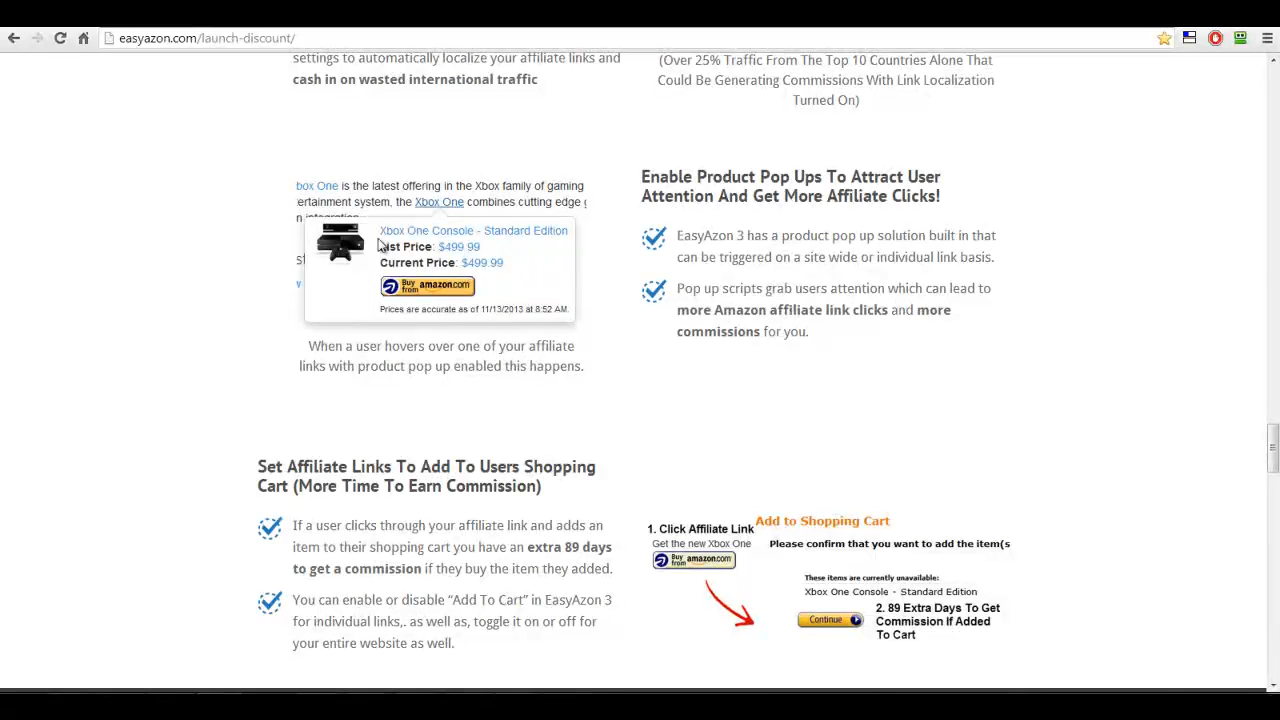 easyazon.com/launch-discount/
settings to automatically localize your affiliate links and
cash in on wasted international traffic
(Over 25% Traffic From The Top 10 Countries Alone That
Could Be Generating Commissions With Link Localization
Turned On)
box One is the latest offering in the Xbox family of gaming
ertainment system, the Xbox One combines cutting edge
n integration
Xbox One Console - Standard Edition
ist Price: $499.99
Current Price: $499.99
Buy from amazon.com
Prices are accurate as of 11/13/2013 at 8:52 AM.
When a user hovers over one of your affiliate
links with product pop up enabled this happens.
Enable Product Pop Ups To Attract User
Attention And Get More Affiliate Clicks!
EasyAzon 3 has a product pop up solution built in that
can be triggered on a site wide or individual link basis.
Pop up scripts grab users attention which can lead to
more Amazon affiliate link clicks and more
commissions for you.
Set Affiliate Links To Add To Users Shopping
Cart (More Time To Earn Commission)
If a user clicks through your affiliate link and adds an
item to their shopping cart you have an extra 89 days
to get a commission if they buy the item they added.
You can enable or disable “Add To Cart” in EasyAzon 3
for individual links,. as well as, toggle it on or off for
your entire website as well.
1. Click Affiliate Link
Get the new Xbox One
Buy from amazon.com
Add to Shopping Cart
Please confirm that you want to add the item(s
These items are currently unavailable:
Xbox One Console - Standard Edition
Continue
2. 89 Extra Days To Get
Commission If Added
To Cart